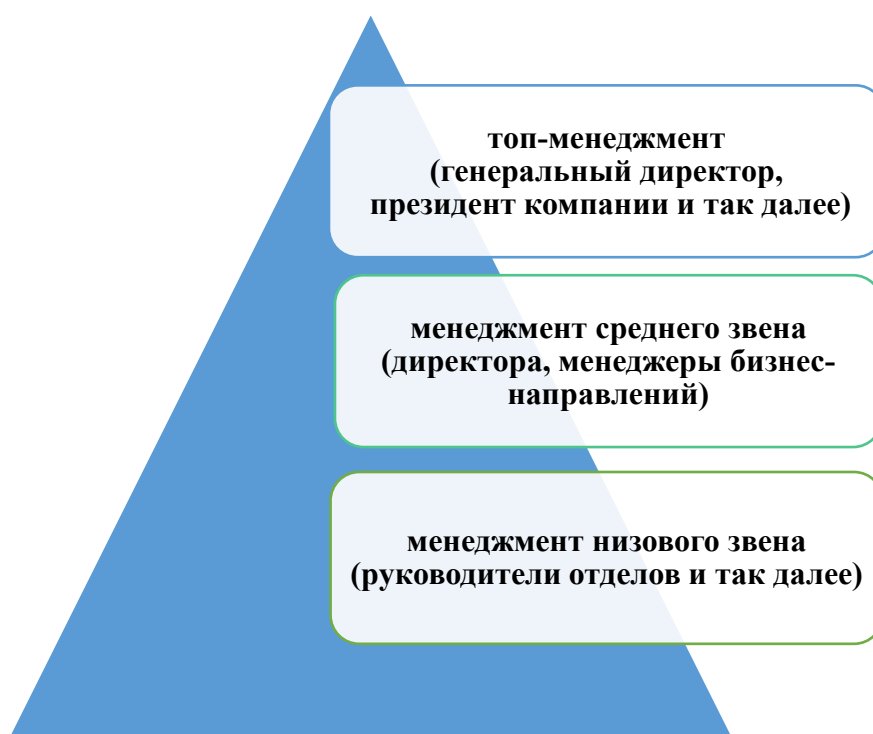 топ-менеджмент
(генеральный директор,
президент компании и так далее)
менеджмент среднего звена
(директора, менеджеры бизнес-
направлений)
менеджмент низового звена
(руководители отделов и так далее)